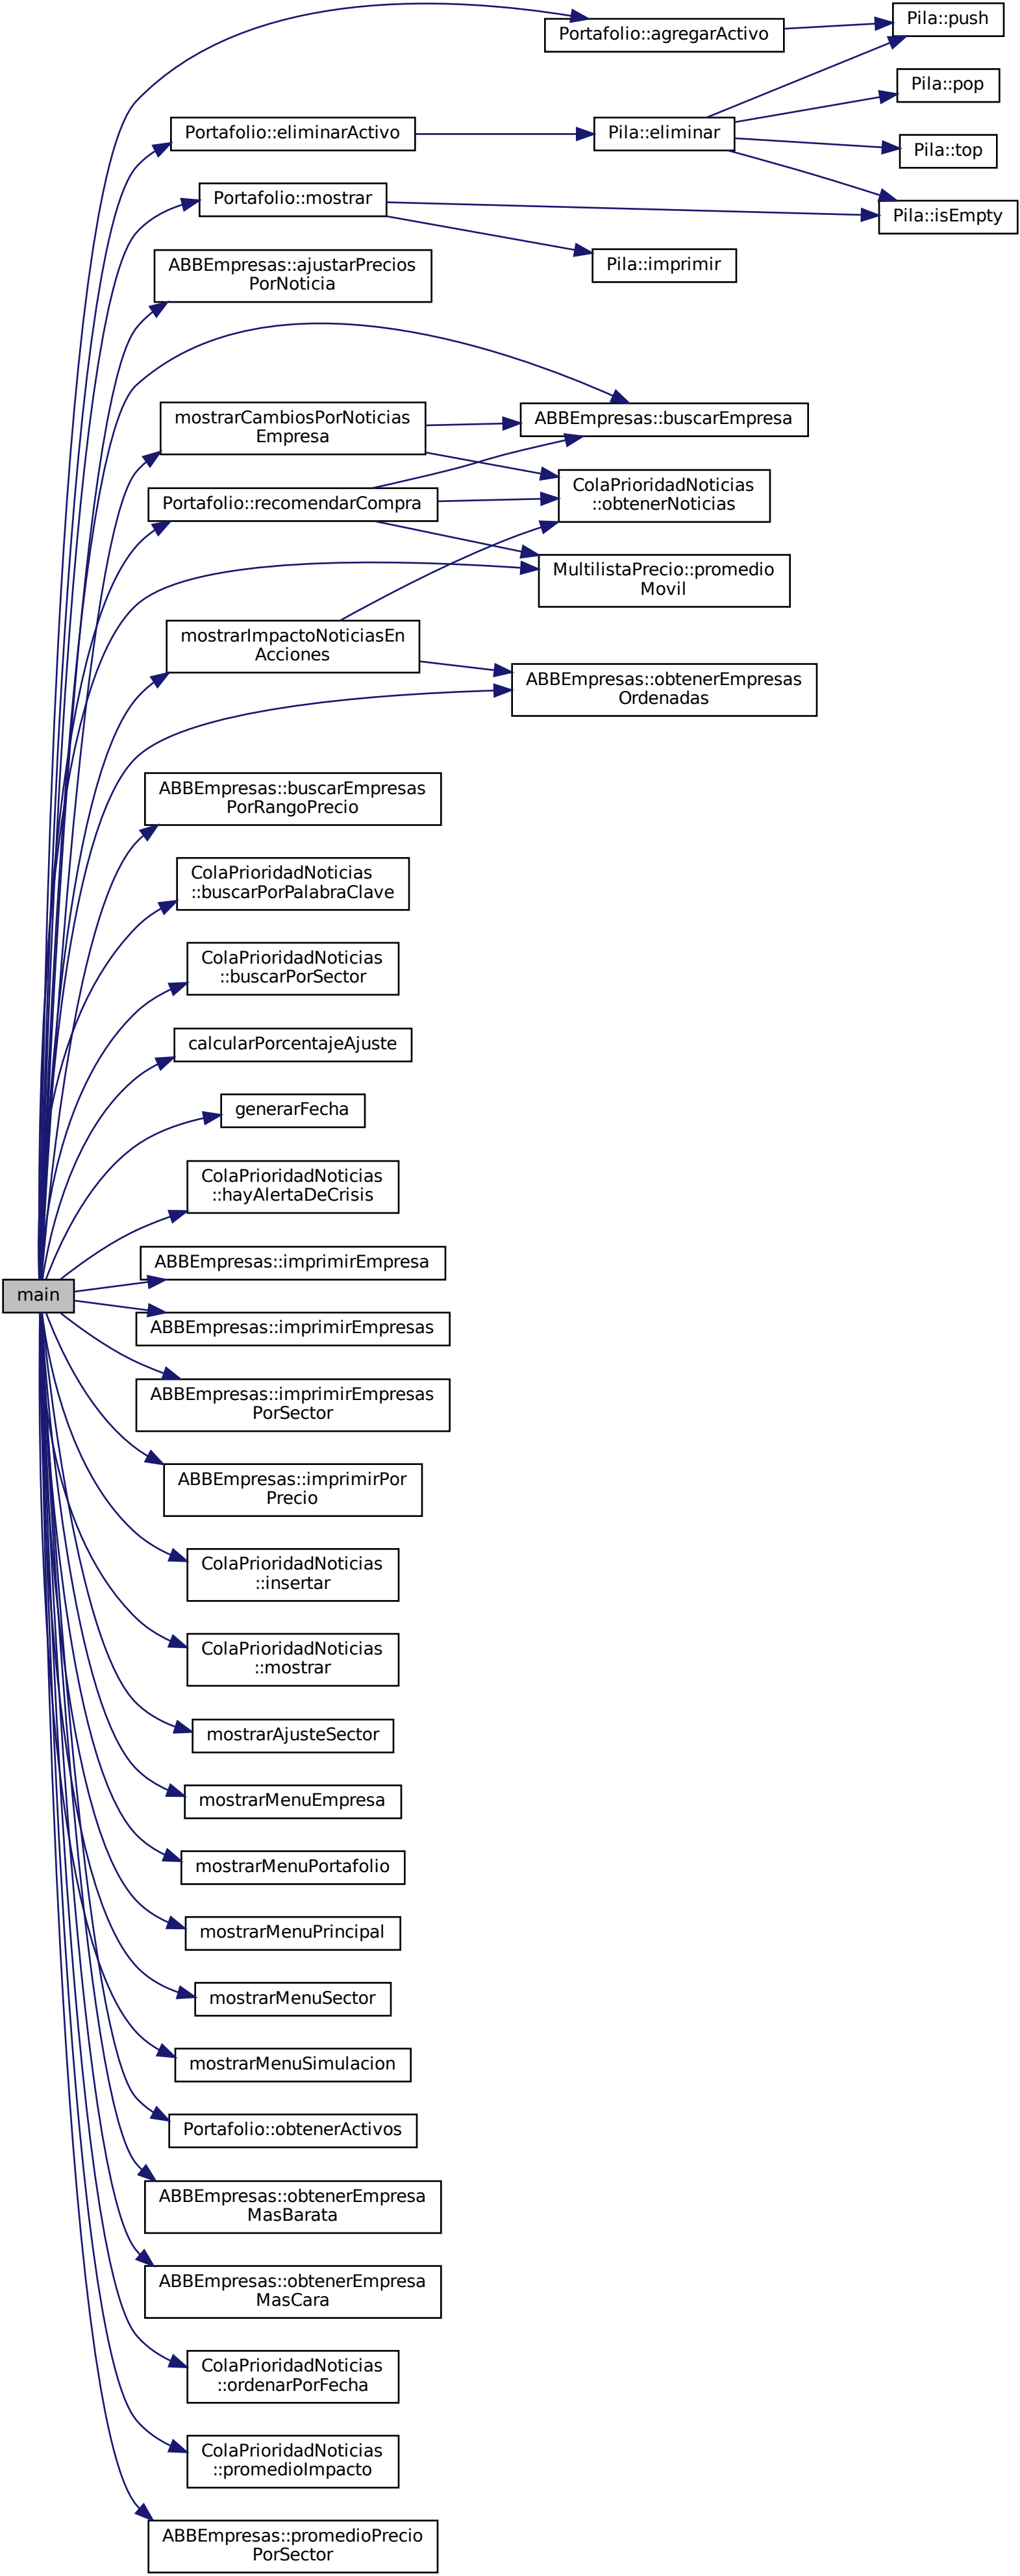 Pila::push
Portafolio::agregarActivo
Pila::pop
Portafolio::eliminarActivo
Pila::eliminar
Pila::top
Portafolio::mostrar
Pila::isEmpty
Pila::imprimir
ABBEmpresas::ajustarPrecios
PorNoticia
mostrarCambiosPorNoticias
Empresa
ABBEmpresas::buscarEmpresa
Portafolio::recomendarCompra
ColaPrioridadNoticias
::obtenerNoticias
MultilistaPrecio::promedio
Movil
mostrarImpactoNoticiasEn
Acciones
ABBEmpresas::obtenerEmpresas
Ordenadas
ABBEmpresas::buscarEmpresas
PorRangoPrecio
ColaPrioridadNoticias
::buscarPorPalabraClave
ColaPrioridadNoticias
::buscarPorSector
calcularPorcentajeAjuste
generarFecha
ColaPrioridadNoticias
::hayAlertaDeCrisis
ABBEmpresas::imprimirEmpresa
main
ABBEmpresas::imprimirEmpresas
ABBEmpresas::imprimirEmpresas
PorSector
ABBEmpresas::imprimirPor
Precio
ColaPrioridadNoticias
::insertar
ColaPrioridadNoticias
::mostrar
mostrarAjusteSector
mostrarMenuEmpresa
mostrarMenuPortafolio
mostrarMenuPrincipal
mostrarMenuSector
mostrarMenuSimulacion
Portafolio::obtenerActivos
ABBEmpresas::obtenerEmpresa
MasBarata
ABBEmpresas::obtenerEmpresa
MasCara
ColaPrioridadNoticias
::ordenarPorFecha
ColaPrioridadNoticias
::promedioImpacto
ABBEmpresas::promedioPrecio
PorSector